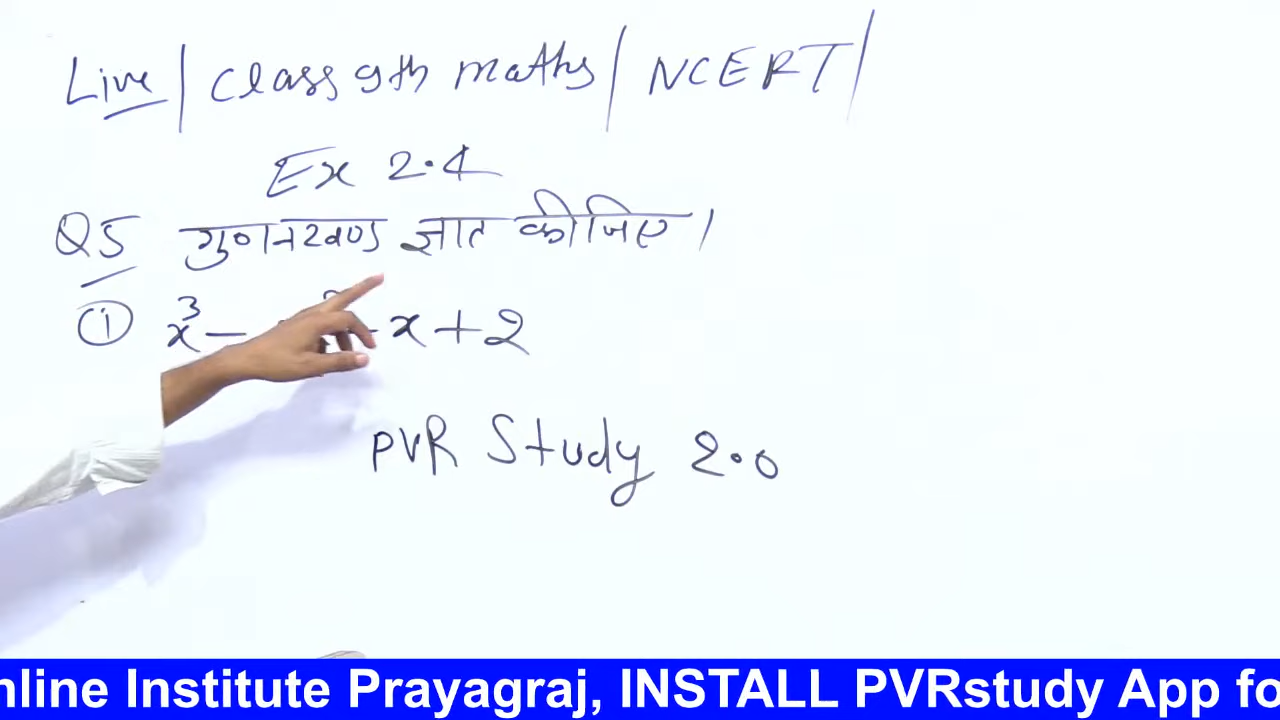 Live | Class 9th maths | NCERT |
Ex 2.4
Q5 गुणनखण्ड ज्ञात कीजिए।
① x³ - x + 2
PVR Study 2.0
nline Institute Prayagraj, INSTALL PVRstudy App fo